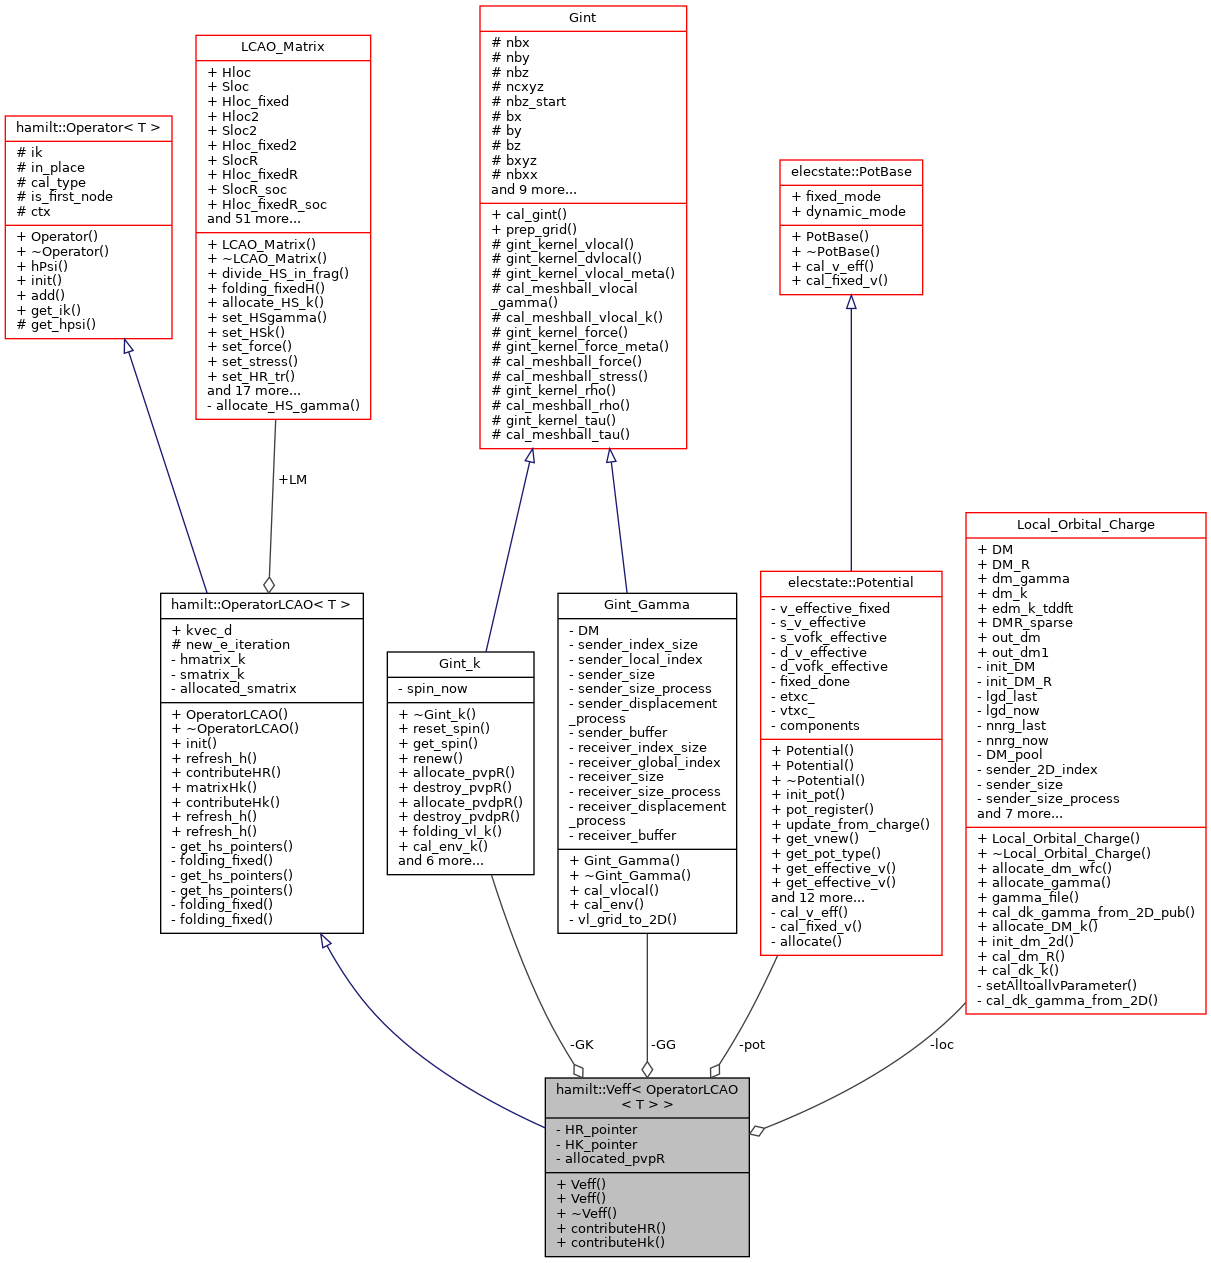 Gint
# nbx
# nby
# nbz
# ncxyz
# nbz_start
# bx
# by
# bz
# bxyz
# nbxx
and 9 more...
+ cal_gint()
+ prep_grid()
# gint_kernel_vlocal()
# gint_kernel_dvlocal()
# gint_kernel_vlocal_meta()
# cal_meshball_vlocal
_gamma()
# cal_meshball_vlocal_k()
# gint_kernel_force()
# gint_kernel_force_meta()
# cal_meshball_force()
# cal_meshball_stress()
# gint_kernel_rho()
# cal_meshball_rho()
# gint_kernel_tau()
# cal_meshball_tau()
LCAO_Matrix
+ Hloc
+ Sloc
+ Hloc_fixed
+ Hloc2
+ Sloc2
+ Hloc_fixed2
+ SlocR
+ Hloc_fixedR
+ SlocR_soc
+ Hloc_fixedR_soc
and 51 more...
+ LCAO_Matrix()
+ ~LCAO_Matrix()
+ divide_HS_in_frag()
+ folding_fixedH()
+ allocate_HS_k()
+ set_HSgamma()
+ set_HSk()
+ set_force()
+ set_stress()
+ set_HR_tr()
and 17 more...
- allocate_HS_gamma()
hamilt::Operator< T >
# ik
# in_place
# cal_type
# is_first_node
# ctx
+ Operator()
+ ~Operator()
+ hPsi()
+ init()
+ add()
+ get_ik()
# get_hpsi()
elecstate::PotBase
+ fixed_mode
+ dynamic_mode
+ PotBase()
+ ~PotBase()
+ cal_v_eff()
+ cal_fixed_v()
+LM
hamilt::OperatorLCAO< T >
+ kvec_d
# new_e_iteration
- hmatrix_k
- smatrix_k
- allocated_smatrix
+ OperatorLCAO()
+ ~OperatorLCAO()
+ init()
+ refresh_h()
+ contributeHR()
+ matrixHk()
+ contributeHk()
+ refresh_h()
+ refresh_h()
- get_hs_pointers()
- folding_fixed()
- get_hs_pointers()
- get_hs_pointers()
- folding_fixed()
- folding_fixed()
Gint_k
- spin_now
+ ~Gint_k()
+ reset_spin()
+ get_spin()
+ renew()
+ allocate_pvpR()
+ destroy_pvpR()
+ allocate_pvdpR()
+ destroy_pvdpR()
+ folding_vl_k()
+ cal_env_k()
and 6 more...
Gint_Gamma
- DM
- sender_index_size
- sender_local_index
- sender_size
- sender_size_process
- sender_displacement
_process
- sender_buffer
- receiver_index_size
- receiver_global_index
- receiver_size
- receiver_size_process
- receiver_displacement
_process
- receiver_buffer
+ Gint_Gamma()
+ ~Gint_Gamma()
+ cal_vlocal()
+ cal_env()
- vl_grid_to_2D()
elecstate::Potential
- v_effective_fixed
- s_v_effective
- s_vofk_effective
- d_v_effective
- d_vofk_effective
- fixed_done
- etxc_
- vtxc_
- components
+ Potential()
+ Potential()
+ ~Potential()
+ init_pot()
+ pot_register()
+ update_from_charge()
+ get_vnew()
+ get_pot_type()
+ get_effective_v()
+ get_effective_v()
and 12 more...
- cal_v_eff()
- cal_fixed_v()
- allocate()
Local_Orbital_Charge
+ DM
+ DM_R
+ dm_gamma
+ dm_k
+ edm_k_tddft
+ DMR_sparse
+ out_dm
+ out_dm1
- init_DM
- init_DM_R
- lgd_last
- lgd_now
- nnrg_last
- nnrg_now
- DM_pool
- sender_2D_index
- sender_size
- sender_size_process
and 7 more...
+ Local_Orbital_Charge()
+ ~Local_Orbital_Charge()
+ allocate_dm_wfc()
+ allocate_gamma()
+ gamma_file()
+ cal_dk_gamma_from_2D_pub()
+ allocate_DM_k()
+ init_dm_2d()
+ cal_dm_R()
+ cal_dk_k()
- setAlltoallvParameter()
- cal_dk_gamma_from_2D()
-GK
-GG
-pot
-loc
hamilt::Veff< OperatorLCAO
< T > >
- HR_pointer
- HK_pointer
- allocated_pvpR
+ Veff()
+ Veff()
+ ~Veff()
+ contributeHR()
+ contributeHk()